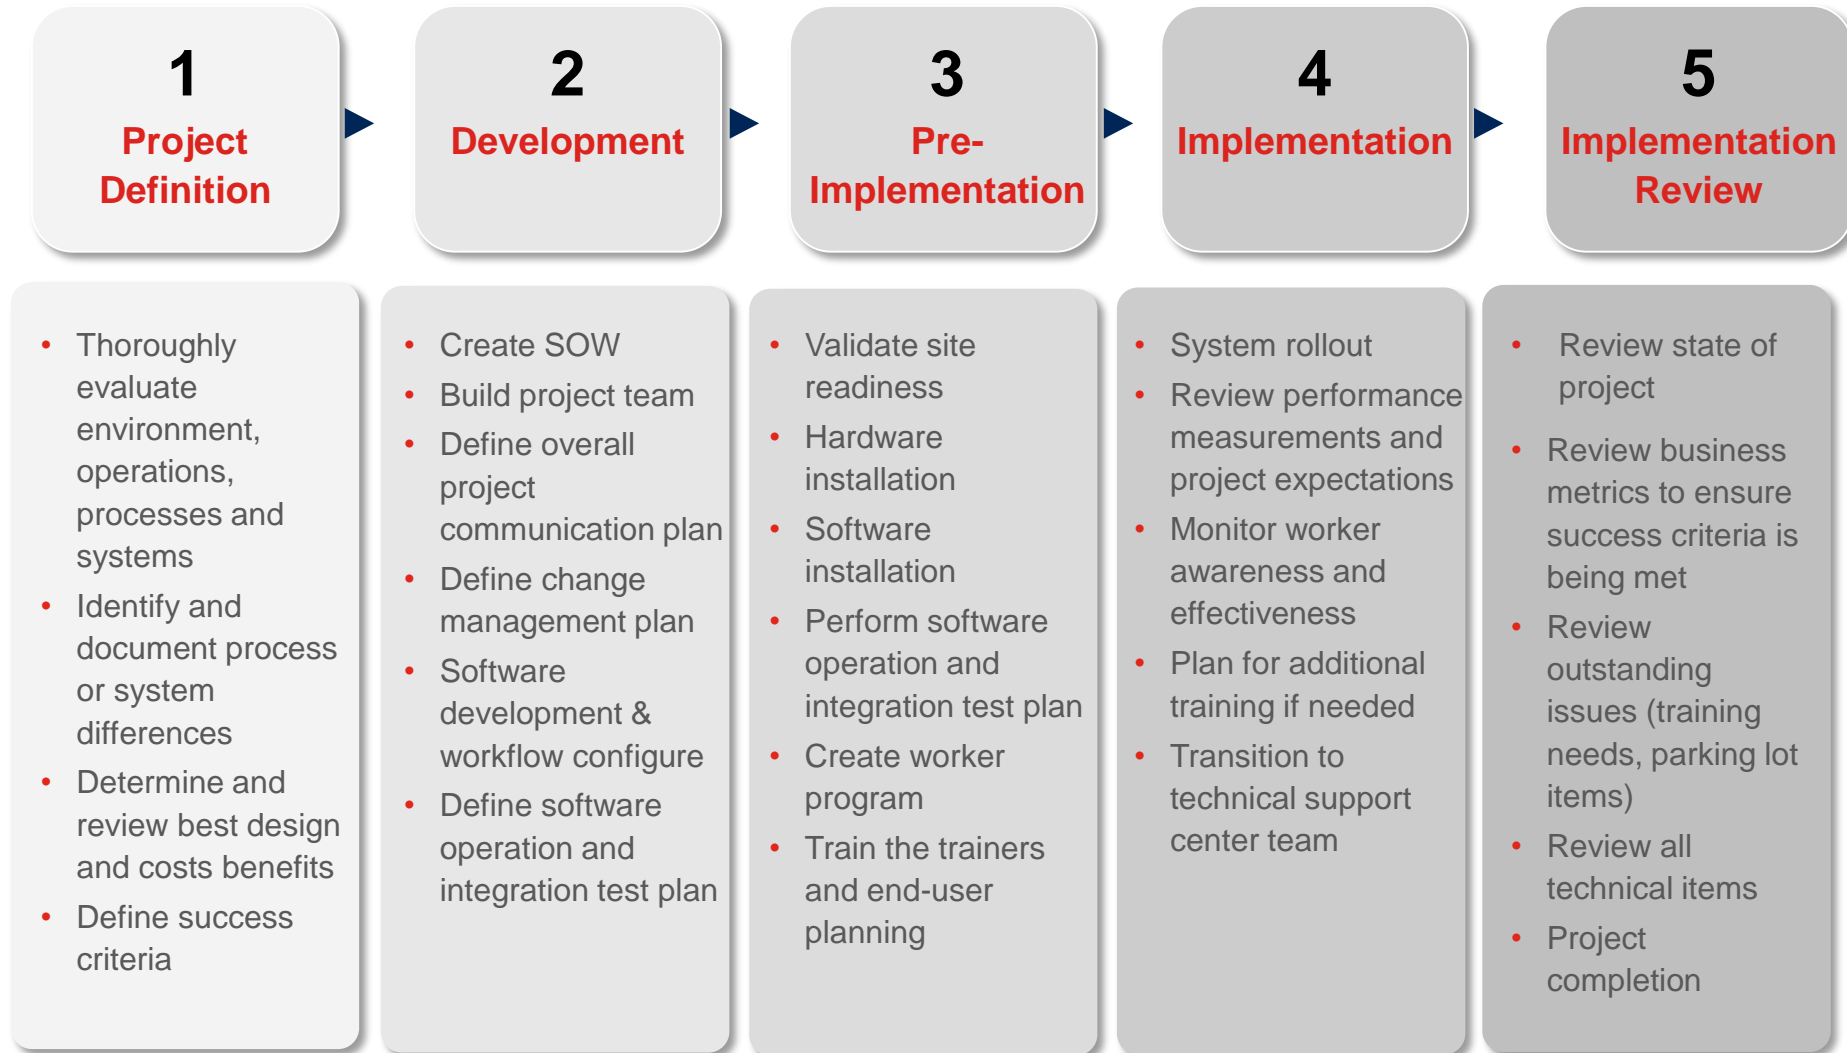 1
Project
Definition
2
Development
3
Pre-
Implementation
4
Implementation
5
Implementation
Review
• Thoroughly
evaluate
environment,
operations,
processes and
systems
• Identify and
document process
or system
differences
• Determine and
review best design
and costs benefits
• Define success
criteria
• Create SOW
• Build project team
• Define overall
project
communication plan
• Define change
management plan
• Software
development &
workflow configure
• Define software
operation and
integration test plan
• Validate site
readiness
• Hardware
installation
• Software
installation
• Perform software
operation and
integration test plan
• Create worker
program
• Train the trainers
and end-user
planning
• System rollout
• Review performance
measurements and
project expectations
• Monitor worker
awareness and
effectiveness
• Plan for additional
training if needed
• Transition to
technical support
center team
• Review state of
project
• Review business
metrics to ensure
success criteria is
being met
• Review
outstanding
issues (training
needs, parking lot
items)
• Review all
technical items
• Project
completion